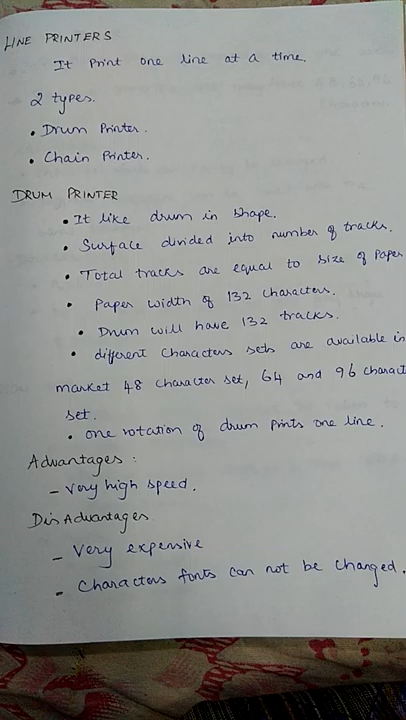 LINE PRINTERS
It Print one line at a time.
2 types.
• Drum Printer.
• Chain Printer.
DRUM PRINTER
• It like drum in shape.
• Surface divided into number of tracks.
• Total tracks are equal to size of Paper
• Paper width of 132 characters.
• Drum will have 132 tracks.
• different Characters sets are available in
market 48 character set, 64 and 96 charact
set.
• one rotation of drum prints one line.
Advantages :
- Very high speed.
DisAdvantages
- Very expensive
- Characters fonts can not be changed.